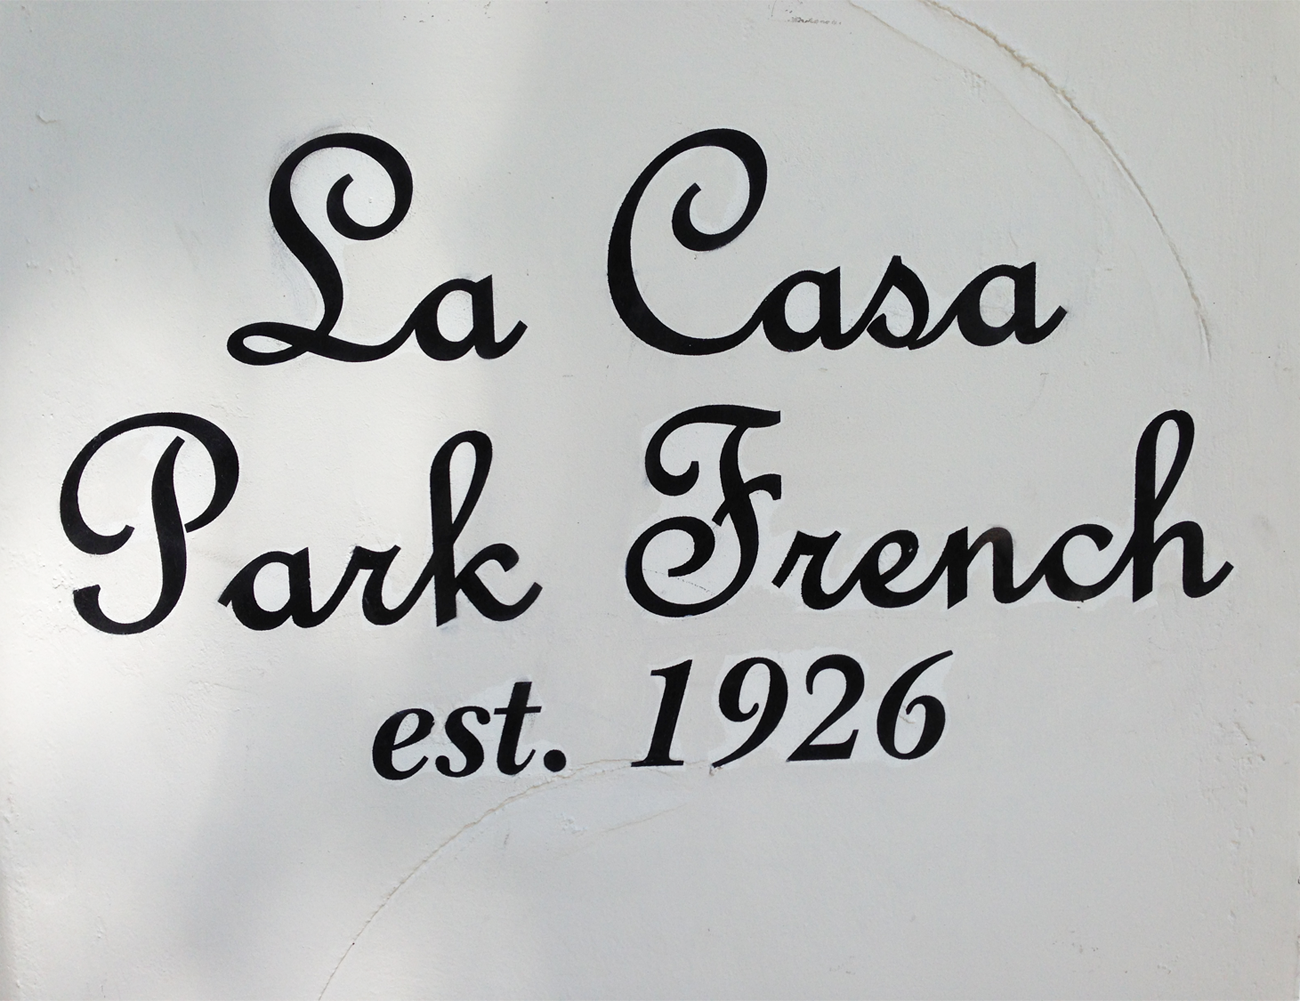 La Casa
Park French
est. 1926